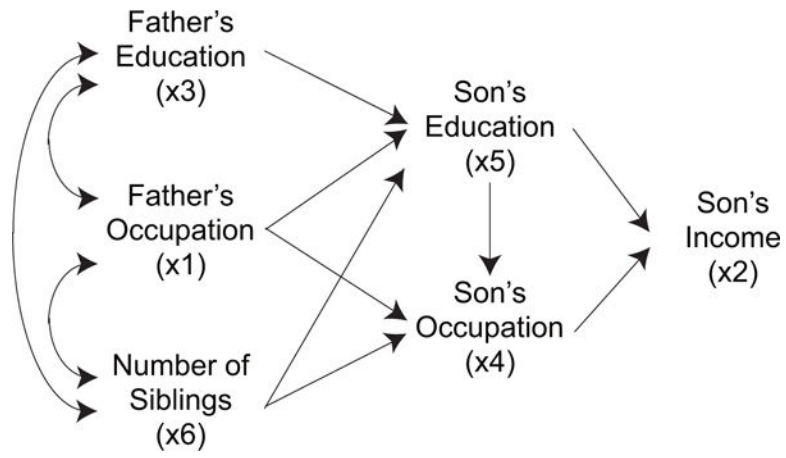 Father's
Education
(x3)
Father's
Occupation
(x1)
Number of
Siblings
(x6)
Son's
Education
(x5)
Son's
Occupation
(x4)
Son's
Income
(x2)